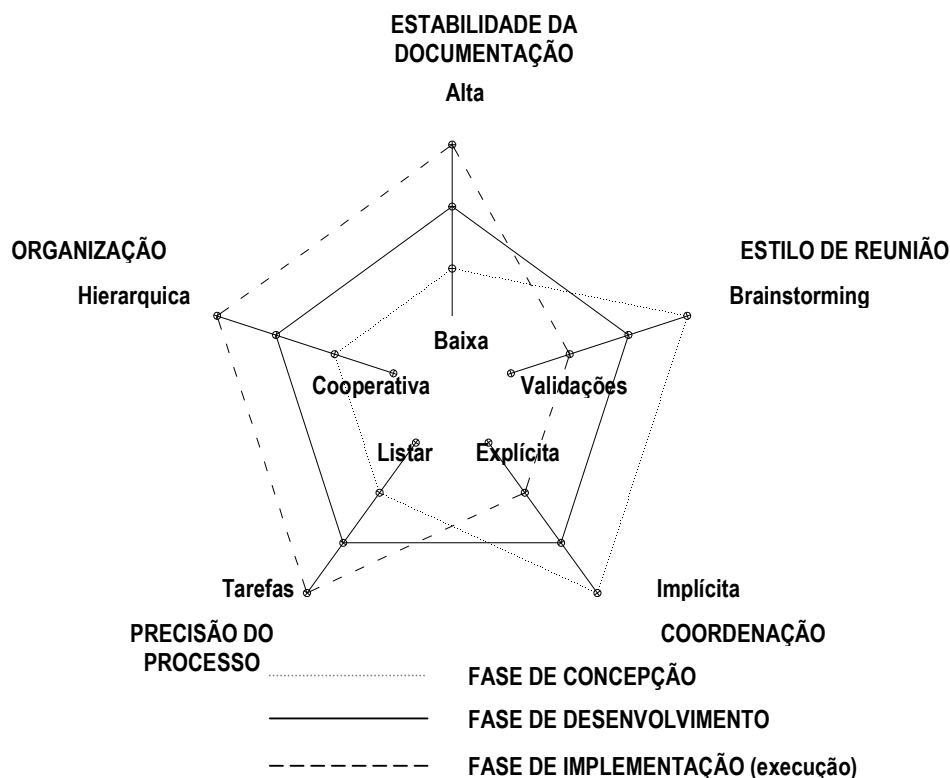 ESTABILIDADE DA
DOCUMENTAÇÃO
Alta
ORGANIZAÇÃO
ESTILO DE REUNIÃO
Hierarquica
Brainstorming
Baixa
Cooperativa
Validações
Listar
Explícita
Tarefas
Implícita
PRECISÃO DO
PROCESSO
COORDENAÇÃO
FASE DE CONCEPÇÃO
FASE DE DESENVOLVIMENTO
FASE DE IMPLEMENTAÇÃO (execução)